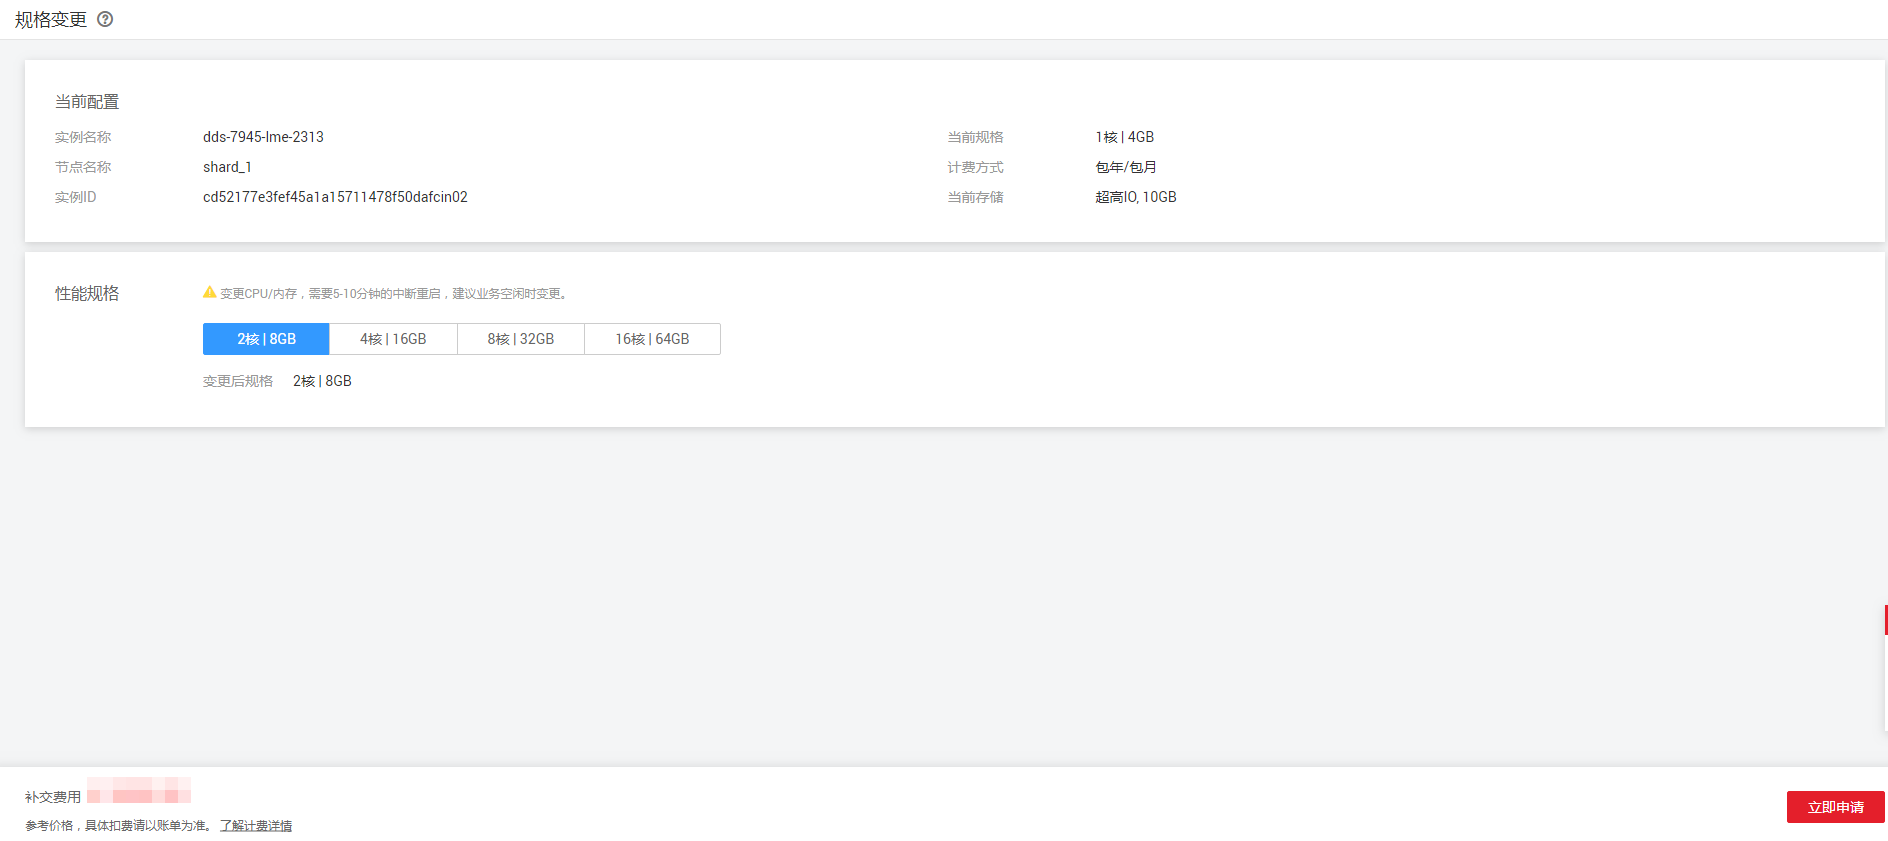 规格变更
当前配置
实例名称 dds-7945-lme-2313 当前规格 1核 | 4GB
节点名称 shard_1 计费方式 包年/包月
实例ID cd52177e3fef45a1a15711478f50dafcin02 当前存储 超高IO, 10GB
性能规格 变更CPU/内存，需要5-10分钟的中断重启，建议业务空闲时变更。
2核 | 8GB 4核 | 16GB 8核 | 32GB 16核 | 64GB
变更后规格 2核 | 8GB
补交费用
参考价格，具体扣费请以账单为准。 了解计费详情
立即申请